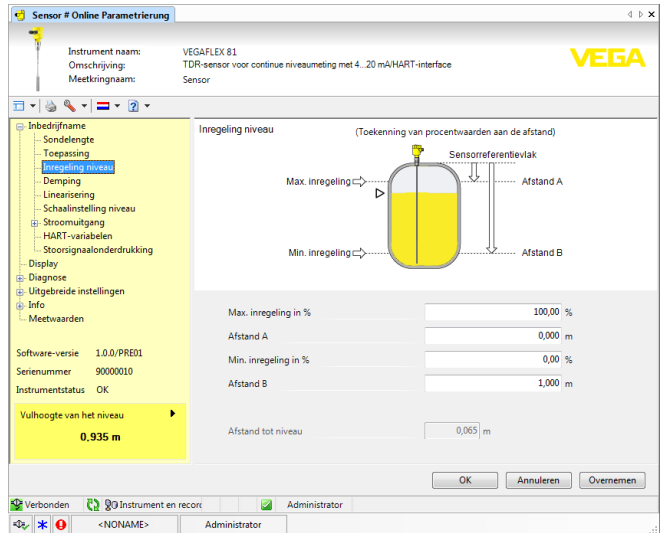 Sensor # Online Parametrierung
Instrument naam: VEGAFLEX 81
Omschrijving: TDR-sensor voor continue niveaumeting met 4...20 mA/HART-interface
Meetkringnaam: Sensor
VEGA
Inbedrijfname
Sondelengte
Toepassing
Inregeling niveau
Demping
Linearisering
Schaalinstelling niveau
Stroomuitgang
HART-variabelen
Stoorsignaalonderdrukking
Display
Diagnose
Uitgebreide instellingen
Info
Meetwaarden
Software-versie 1.0.0/PRE01
Serienummer 90000010
Instrumentstatus OK
Vulhoogte van het niveau
0,935 m
Inregeling niveau
(Toekenning van procentwaarden aan de afstand)
Sensorreferentievlak
Max. inregeling
Afstand A
Min. inregeling
Afstand B
Max. inregeling in % 100,00 %
Afstand A 0,000 m
Min. inregeling in % 0,00 %
Afstand B 1,000 m
Afstand tot niveau 0,065 m
OK Annuleren Overnemen
Verbonden Instrument en record Administrator
<NONAME> Administrator